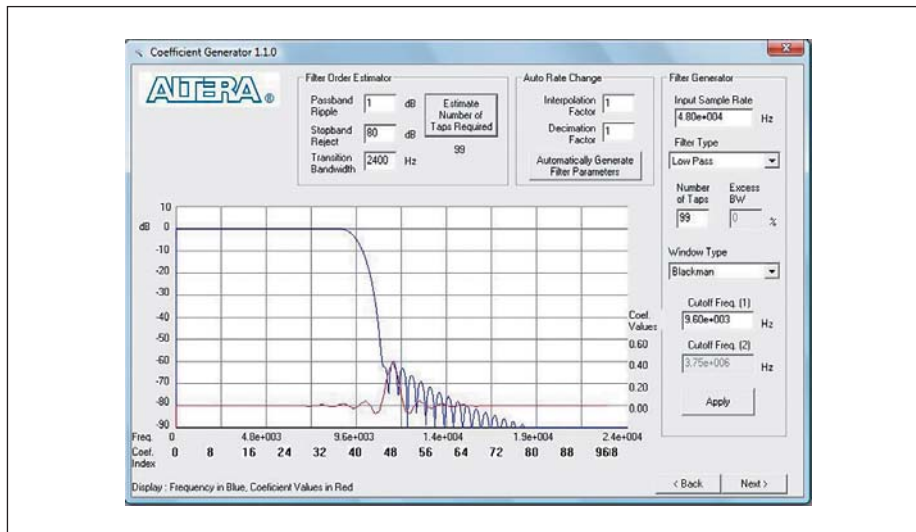 Coefficient Generator 1.1.0
ALTERA ®
Filter Order Estimator
Passband Ripple 1 dB
Stopband Reject 80 dB
Transition Bandwidth 2400 Hz
Estimate Number of Taps Required
99
Auto Rate Change
Interpolation Factor 1
Decimation Factor 1
Automatically Generate Filter Parameters
Filter Generator
Input Sample Rate
4.80e+004 Hz
Filter Type
Low Pass
Number of Taps
99
Excess BW
0 %
Window Type
Blackman
Cutoff Freq. (1)
9.60e+003 Hz
Cutoff Freq. (2)
3.75e+006 Hz
Apply
dB
10
0
-10
-20
-30
-40
-50
-60
-70
-80
-90
Coef. Values
0.60
0.40
0.20
0.00
Freq. 0 4.8e+003 9.6e+003 1.4e+004 1.9e+004 2.4e+004
Coef. Index 0 8 16 24 32 40 48 56 64 72 80 88 968
Display : Frequency in Blue, Coeficient Values in Red
< Back
Next >